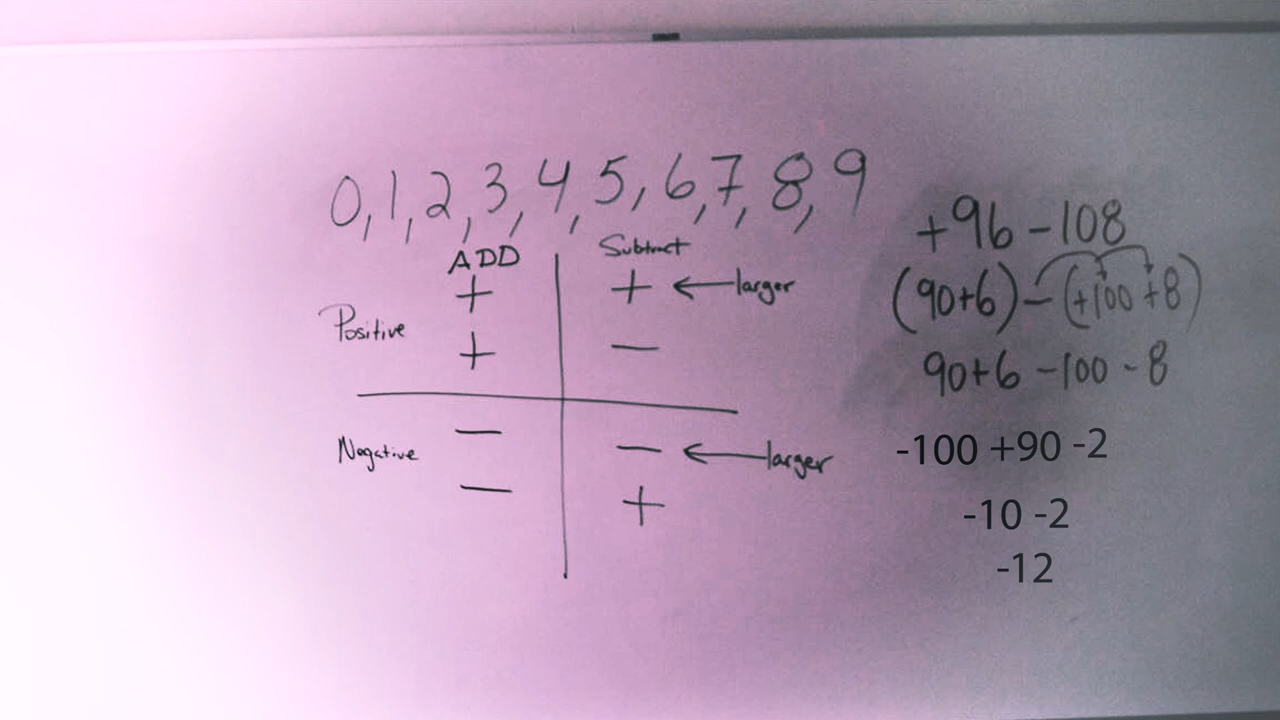 0, 1, 2, 3, 4, 5, 6, 7, 8, 9
ADD
Subtract
Positive
+
+
+ ← larger
−
Negative
−
−
− ← larger
+
+96 − 108
(90+6) − (+100 +8)
90+6 −100 - 8
-100 +90 -2
-10 -2
-12